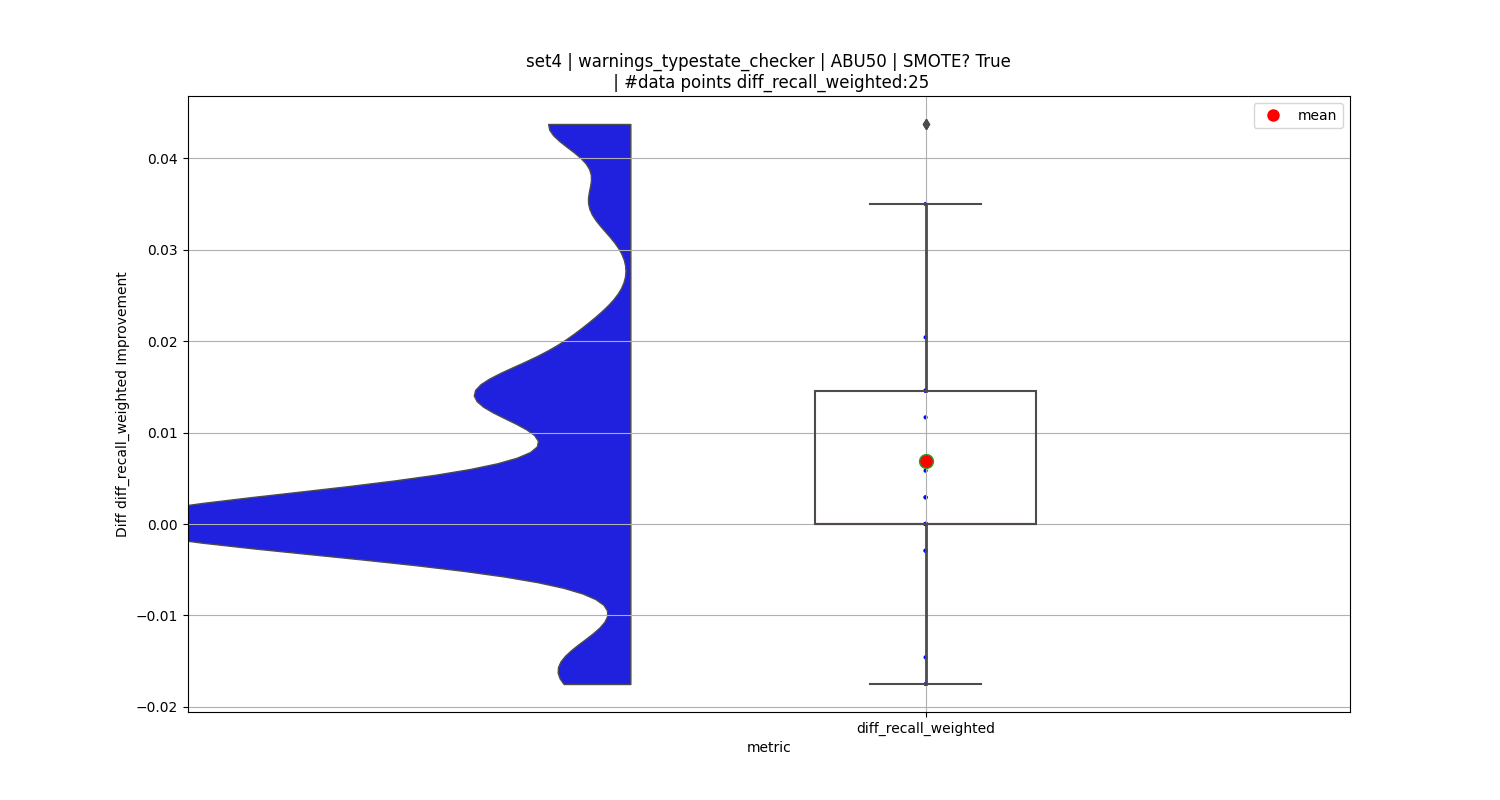 set4 | warnings_typestate_checker | ABU50 | SMOTE? True
| #data points diff_recall_weighted:25
mean
0.04
0.03
0.02
0.01
0.00
−0.01
−0.02
Diff diff_recall_weighted Improvement
diff_recall_weighted
metric